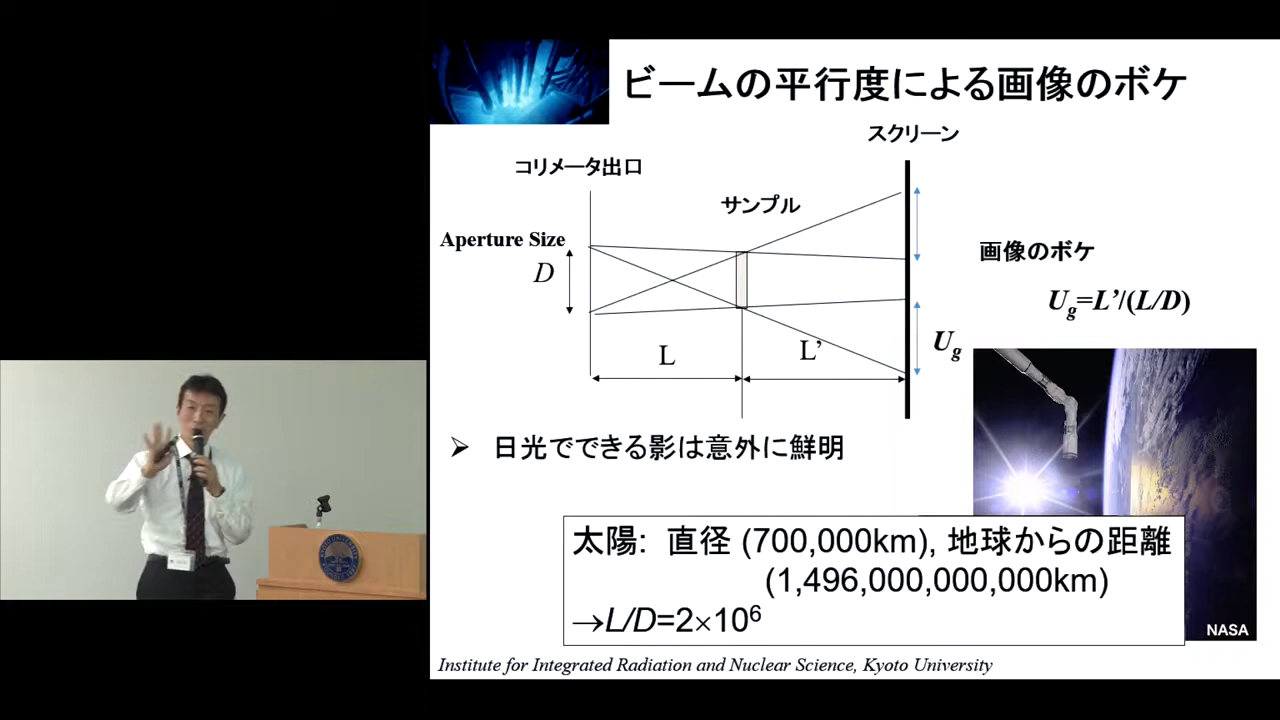 ビームの平行度による画像のボケ
スクリーン
コリメータ出口
サンプル
Aperture Size
D
画像のボケ
Ug=L’/(L/D)
L
L’
Ug
➢ 日光でできる影は意外に鮮明
太陽: 直径 (700,000km), 地球からの距離
(1,496,000,000,000km)
→L/D=2×10⁶
NASA
Institute for Integrated Radiation and Nuclear Science, Kyoto University